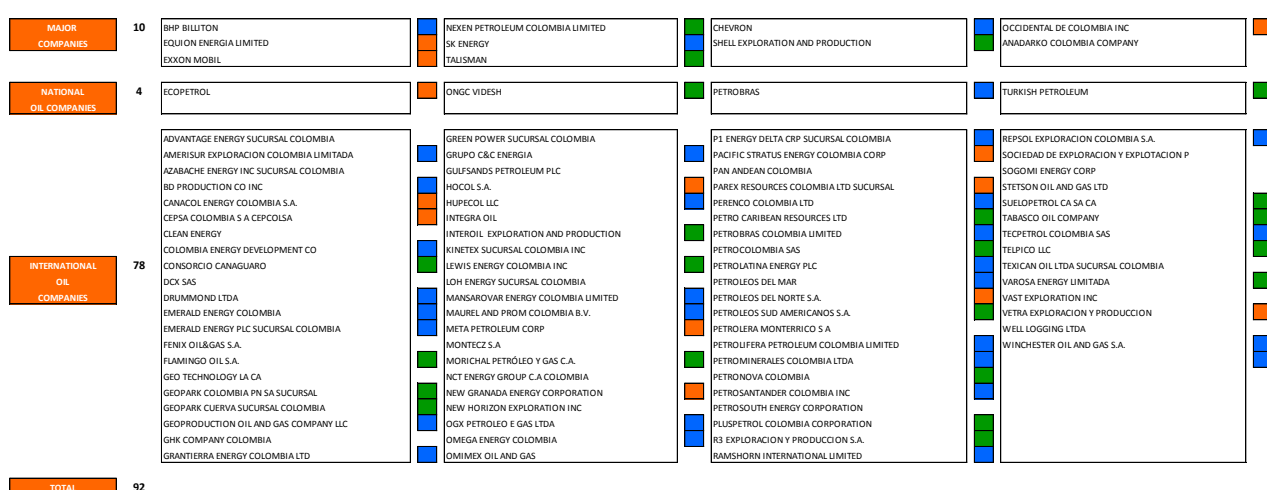 MAJOR
COMPANIES
10
BHP BILLITON
EQUION ENERGIA LIMITED
EXXON MOBIL
NEXEN PETROLEUM COLOMBIA LIMITED
SK ENERGY
TALISMAN
CHEVRON
SHELL EXPLORATION AND PRODUCTION
OCCIDENTAL DE COLOMBIA INC
ANADARKO COLOMBIA COMPANY
NATIONAL
OIL COMPANIES
4
ECOPETROL
ONGC VIDESH
PETROBRAS
TURKISH PETROLEUM
INTERNATIONAL
OIL
COMPANIES
78
ADVANTAGE ENERGY SUCURSAL COLOMBIA
AMERISUR EXPLORACION COLOMBIA LIMITADA
AZABACHE ENERGY INC SUCURSAL COLOMBIA
BD PRODUCTION CO INC
CANACOL ENERGY COLOMBIA S.A.
CEPSA COLOMBIA S A CEPCOLSA
CLEAN ENERGY
COLOMBIA ENERGY DEVELOPMENT CO
CONSORCIO CANAGUARO
DCX SAS
DRUMMOND LTDA
EMERALD ENERGY COLOMBIA
EMERALD ENERGY PLC SUCURSAL COLOMBIA
FENIX OIL&GAS S.A.
FLAMINGO OIL S.A.
GEO TECHNOLOGY LA CA
GEOPARK COLOMBIA PN SA SUCURSAL
GEOPARK CUERVA SUCURSAL COLOMBIA
GEOPRODUCTION OIL AND GAS COMPANY LLC
GHK COMPANY COLOMBIA
GRANTIERRA ENERGY COLOMBIA LTD
GREEN POWER SUCURSAL COLOMBIA
GRUPO C&C ENERGIA
GULFSANDS PETROLEUM PLC
HOCOL S.A.
HUPECOL LLC
INTEGRA OIL
INTEROIL EXPLORATION AND PRODUCTION
KINETEX SUCURSAL COLOMBIA INC
LEWIS ENERGY COLOMBIA INC
LOH ENERGY SUCURSAL COLOMBIA
MANSAROVAR ENERGY COLOMBIA LIMITED
MAUREL AND PROM COLOMBIA B.V.
META PETROLEUM CORP
MONTECZ S.A
MORICHAL PETRÓLEO Y GAS C.A.
NCT ENERGY GROUP C.A COLOMBIA
NEW GRANADA ENERGY CORPORATION
NEW HORIZON EXPLORATION INC
OGX PETROLEO E GAS LTDA
OMEGA ENERGY COLOMBIA
OMIMEX OIL AND GAS
P1 ENERGY DELTA CRP SUCURSAL COLOMBIA
PACIFIC STRATUS ENERGY COLOMBIA CORP
PAN ANDEAN COLOMBIA
PAREX RESOURCES COLOMBIA LTD SUCURSAL
PERENCO COLOMBIA LTD
PETRO CARIBEAN RESOURCES LTD
PETROBRAS COLOMBIA LIMITED
PETROCOLOMBIA SAS
PETROLATINA ENERGY PLC
PETROLEOS DEL MAR
PETROLEOS DEL NORTE S.A.
PETROLEOS SUD AMERICANOS S.A.
PETROLERA MONTERRICO S A
PETROLIFERA PETROLEUM COLOMBIA LIMITED
PETROMINERALES COLOMBIA LTDA
PETRONOVA COLOMBIA
PETROSANTANDER COLOMBIA INC
PETROSOUTH ENERGY CORPORATION
PLUSPETROL COLOMBIA CORPORATION
R3 EXPLORACION Y PRODUCCION S.A.
RAMSHORN INTERNATIONAL LIMITED
REPSOL EXPLORACION COLOMBIA S.A.
SOCIEDAD DE EXPLORACION Y EXPLOTACION P
SOGOMI ENERGY CORP
STETSON OIL AND GAS LTD
SUELOPETROL CA SA CA
TABASCO OIL COMPANY
TECPETROL COLOMBIA SAS
TELPICO LLC
TEXICAN OIL LTDA SUCURSAL COLOMBIA
VAROSA ENERGY LIMITADA
VAST EXPLORATION INC
VETRA EXPLORACION Y PRODUCCION
WELL LOGGING LTDA
WINCHESTER OIL AND GAS S.A.
TOTAL
92